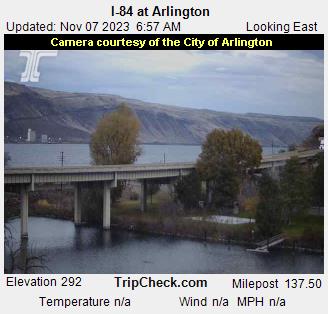 I-84 at Arlington
Updated: Nov 07 2023 6:57 AM Looking East
Camera courtesy of the City of Arlington
Elevation 292 TripCheck.com Milepost 137.50
Temperature n/a Wind n/a MPH n/a